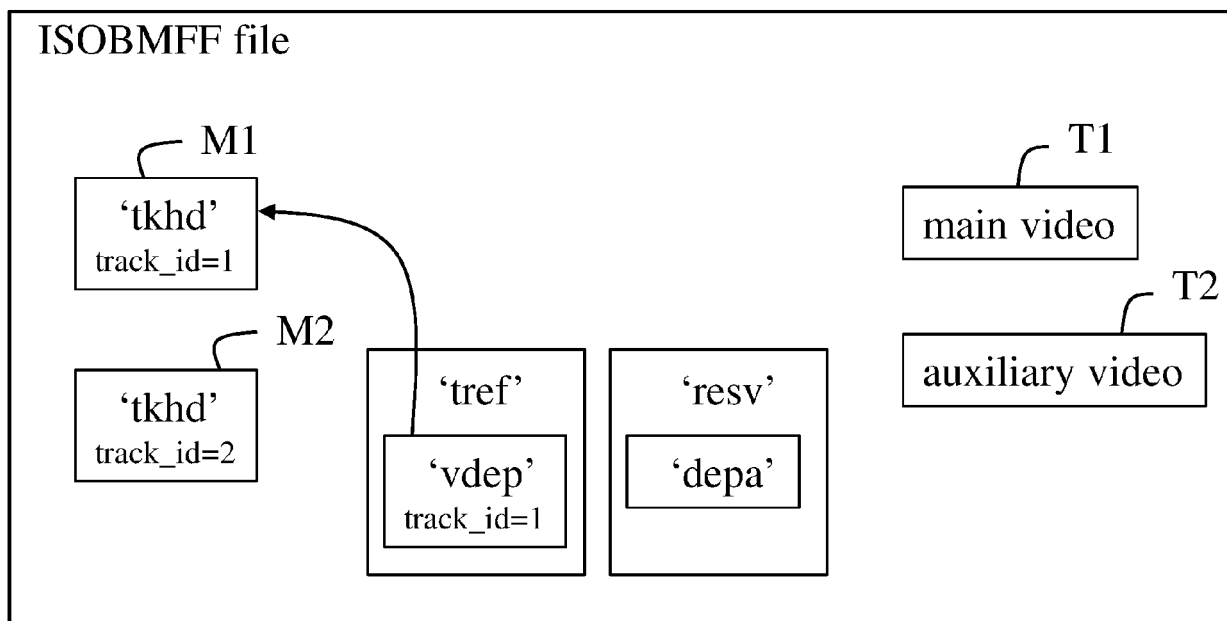 ISOBMFF file
M1
‘tkhd’
track_id=1
T1
main video
M2
‘tkhd’
track_id=2
‘tref’
‘vdep’
track_id=1
‘resv’
‘depa’
T2
auxiliary video